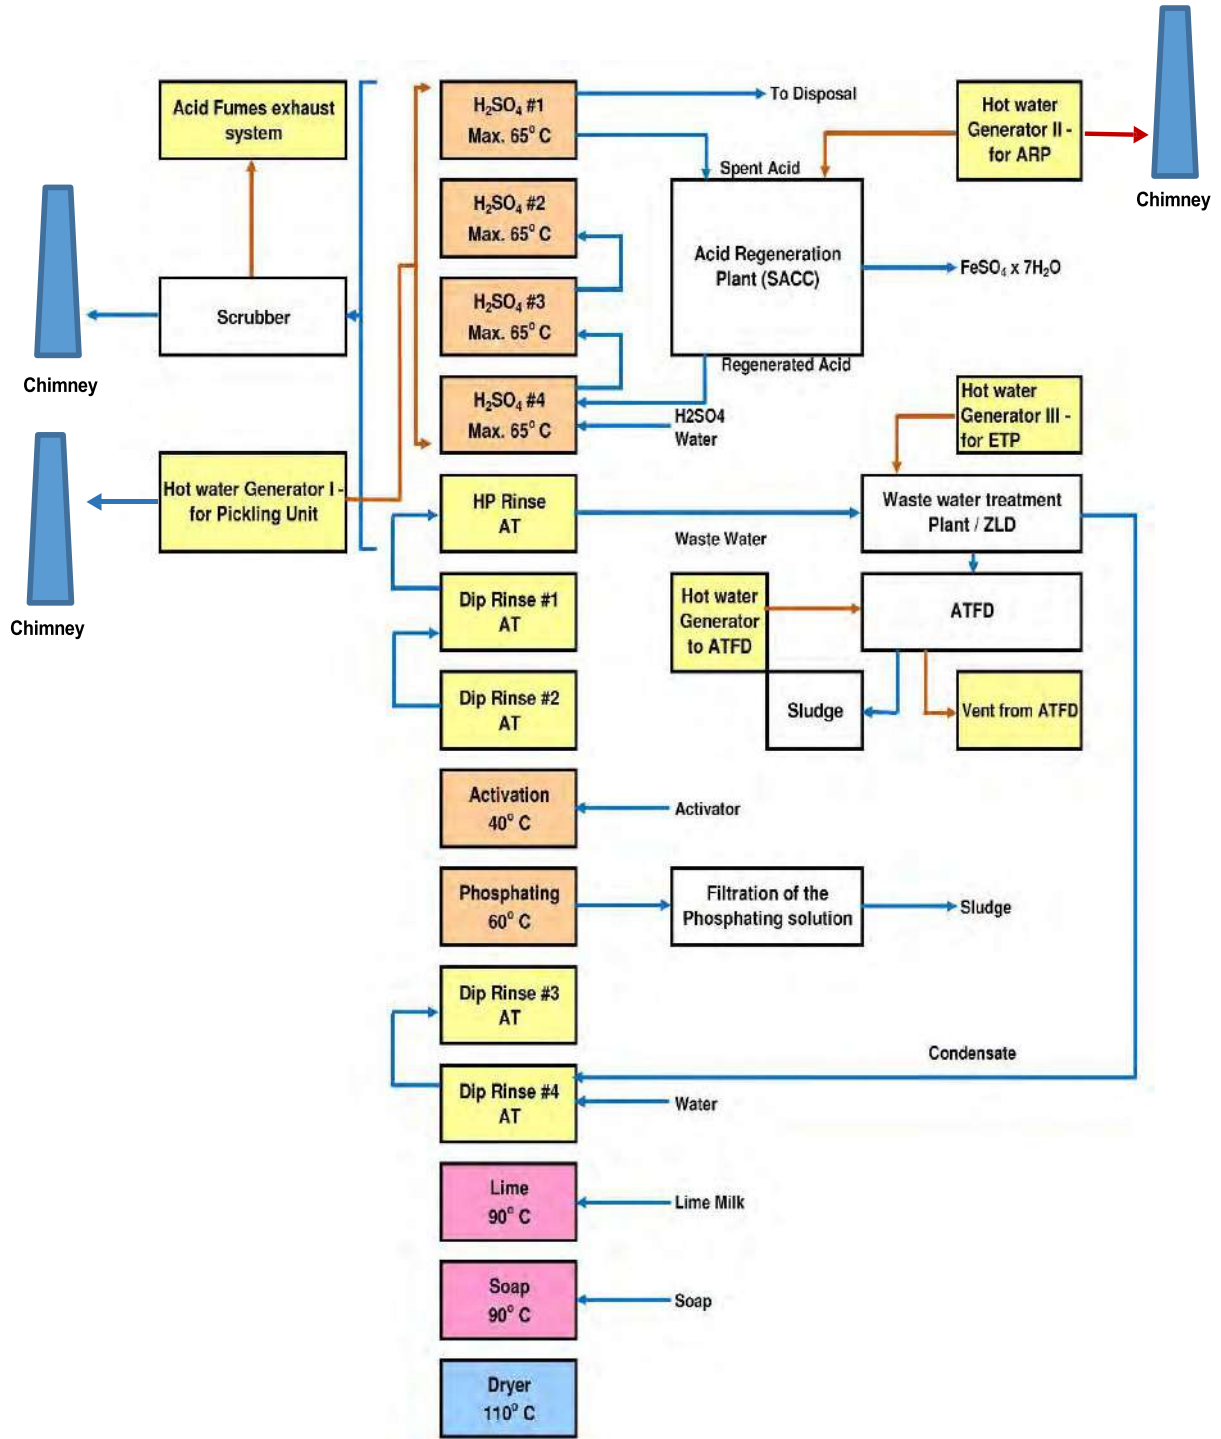 Acid Fumes exhaust
system
H₂SO₄ #1
Max. 65° C
To Disposal
Hot water
Generator II -
for ARP
Chimney
Spent Acid
H₂SO₄ #2
Max. 65° C
Acid Regeneration
Plant (SACC)
FeSO₄ x 7H₂O
Scrubber
H₂SO₄ #3
Max. 65° C
Chimney
Regenerated Acid
H₂SO₄ #4
Max. 65° C
H2SO4
Water
Hot water
Generator III -
for ETP
Hot water Generator I -
for Pickling Unit
Chimney
HP Rinse
AT
Waste Water
Waste water treatment
Plant / ZLD
Dip Rinse #1
AT
Hot water
Generator
to ATFD
ATFD
Dip Rinse #2
AT
Sludge
Vent from ATFD
Activation
40° C
Activator
Phosphating
60° C
Filtration of the
Phosphating solution
Sludge
Dip Rinse #3
AT
Condensate
Dip Rinse #4
AT
Water
Lime
90° C
Lime Milk
Soap
90° C
Soap
Dryer
110° C